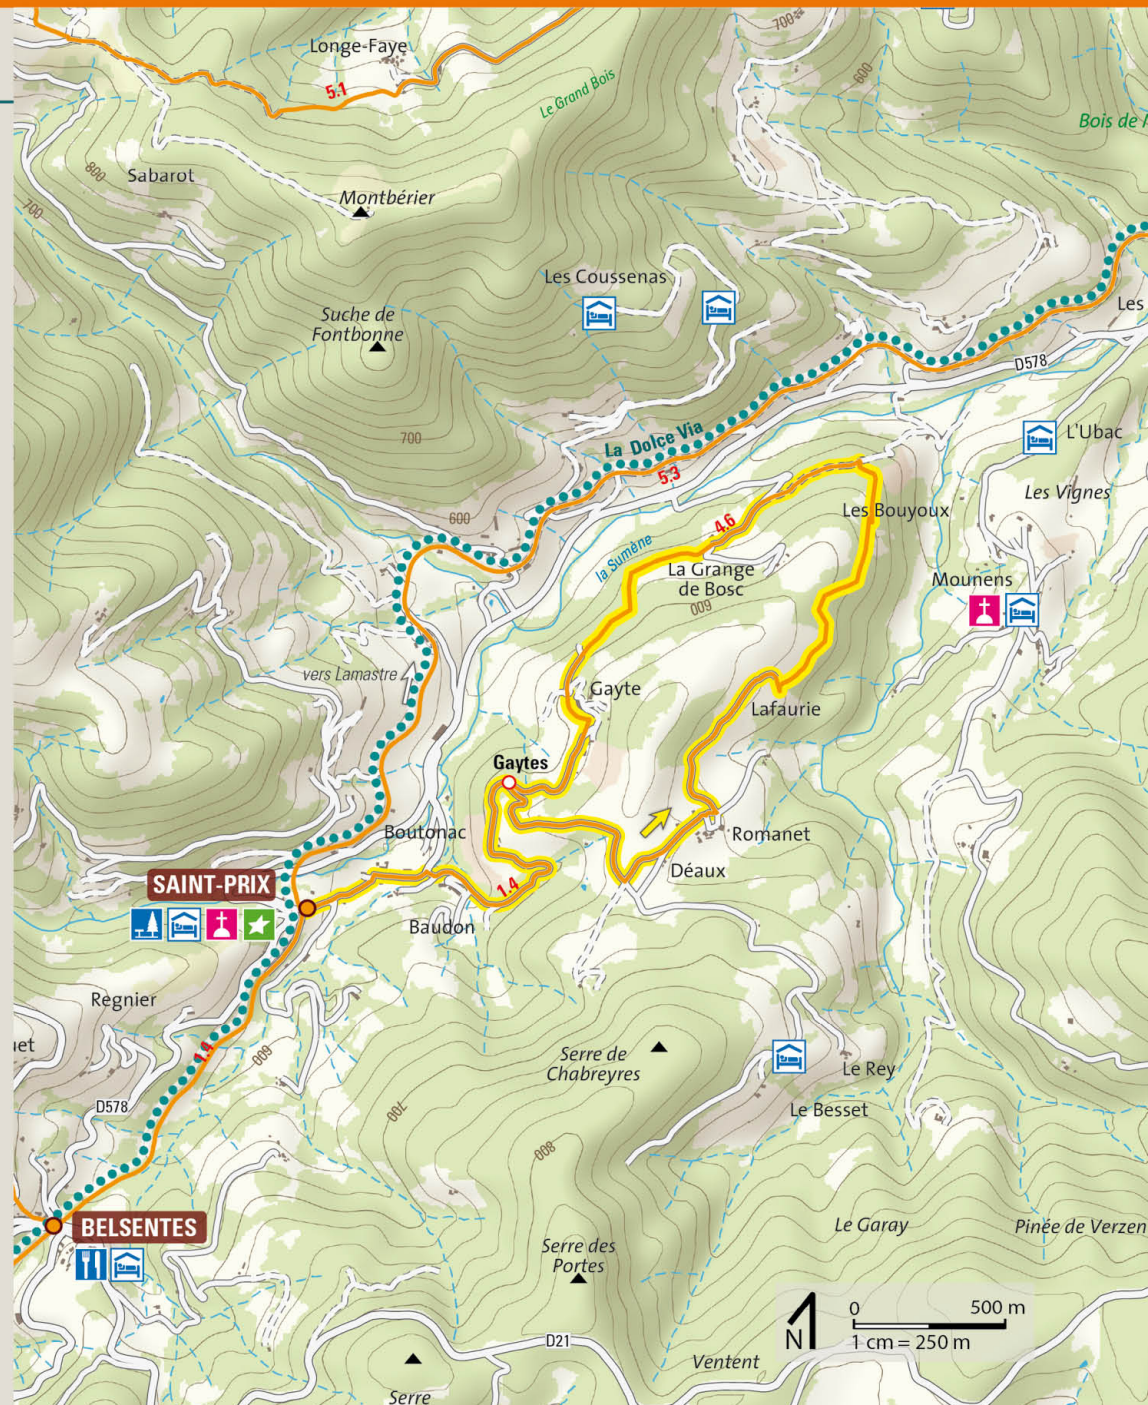 700
Longe-Faye
5.1
Le Grand Bois
600
Bois de
800
Sabarot
700
Montbérier
Les Coussenas
Suche de
Fontbonne
Les
D578
La Dolce Via
5.3
700
L'Ubac
Les Vignes
600
4.6
Les Bouyoux
la Sumène
La Grange
de Bosc
600
Mounens
vers Lamastre
Gayte
Lafaurie
Gaytes
Boutonac
Romanet
Déaux
SAINT-PRIX
1.4
Baudon
Regnier
uet
1.4
600
Serre de
Chabreyres
Le Rey
D578
700
Le Besset
800
BELSENTES
Le Garay
Pinée de Verzen
Serre des
Portes
0 500 m
N
1 cm = 250 m
D21
Ventent
Serre